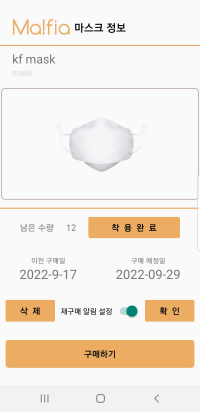 Malfia 마스크 정보
kf mask
mask
남은 수량 12 착 용 완 료
이전 구매일 구매 예정일
2022-9-17 2022-09-29
삭 제 재구매 알림 설정 확 인
구매하기